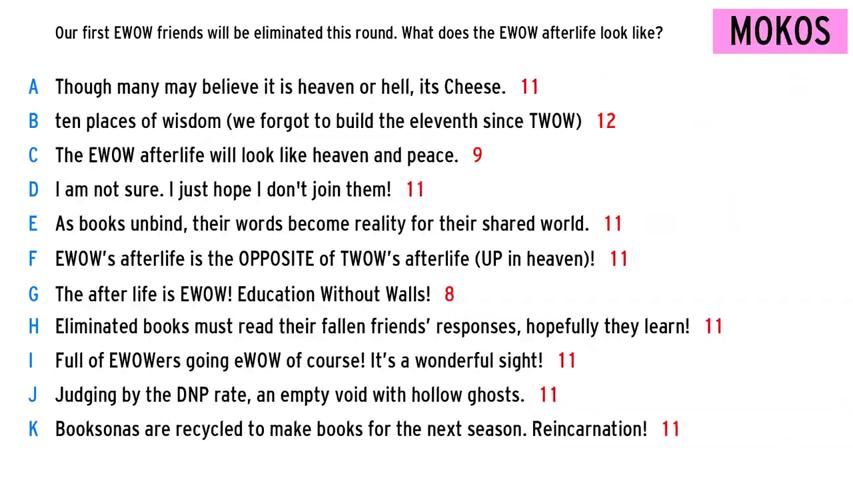 Our first EWOW friends will be eliminated this round. What does the EWOW afterlife look like?
MOKOS
A Though many may believe it is heaven or hell, its Cheese. 11
B ten places of wisdom (we forgot to build the eleventh since TWOW) 12
C The EWOW afterlife will look like heaven and peace. 9
D I am not sure. I just hope I don't join them! 11
E As books unbind, their words become reality for their shared world. 11
F EWOW's afterlife is the OPPOSITE of TWOW's afterlife (UP in heaven)! 11
G The after life is EWOW! Education Without Walls! 8
H Eliminated books must read their fallen friends’ responses, hopefully they learn! 11
I Full of EWOWers going eWOW of course! It’s a wonderful sight! 11
J Judging by the DNP rate, an empty void with hollow ghosts. 11
K Booksonas are recycled to make books for the next season. Reincarnation! 11